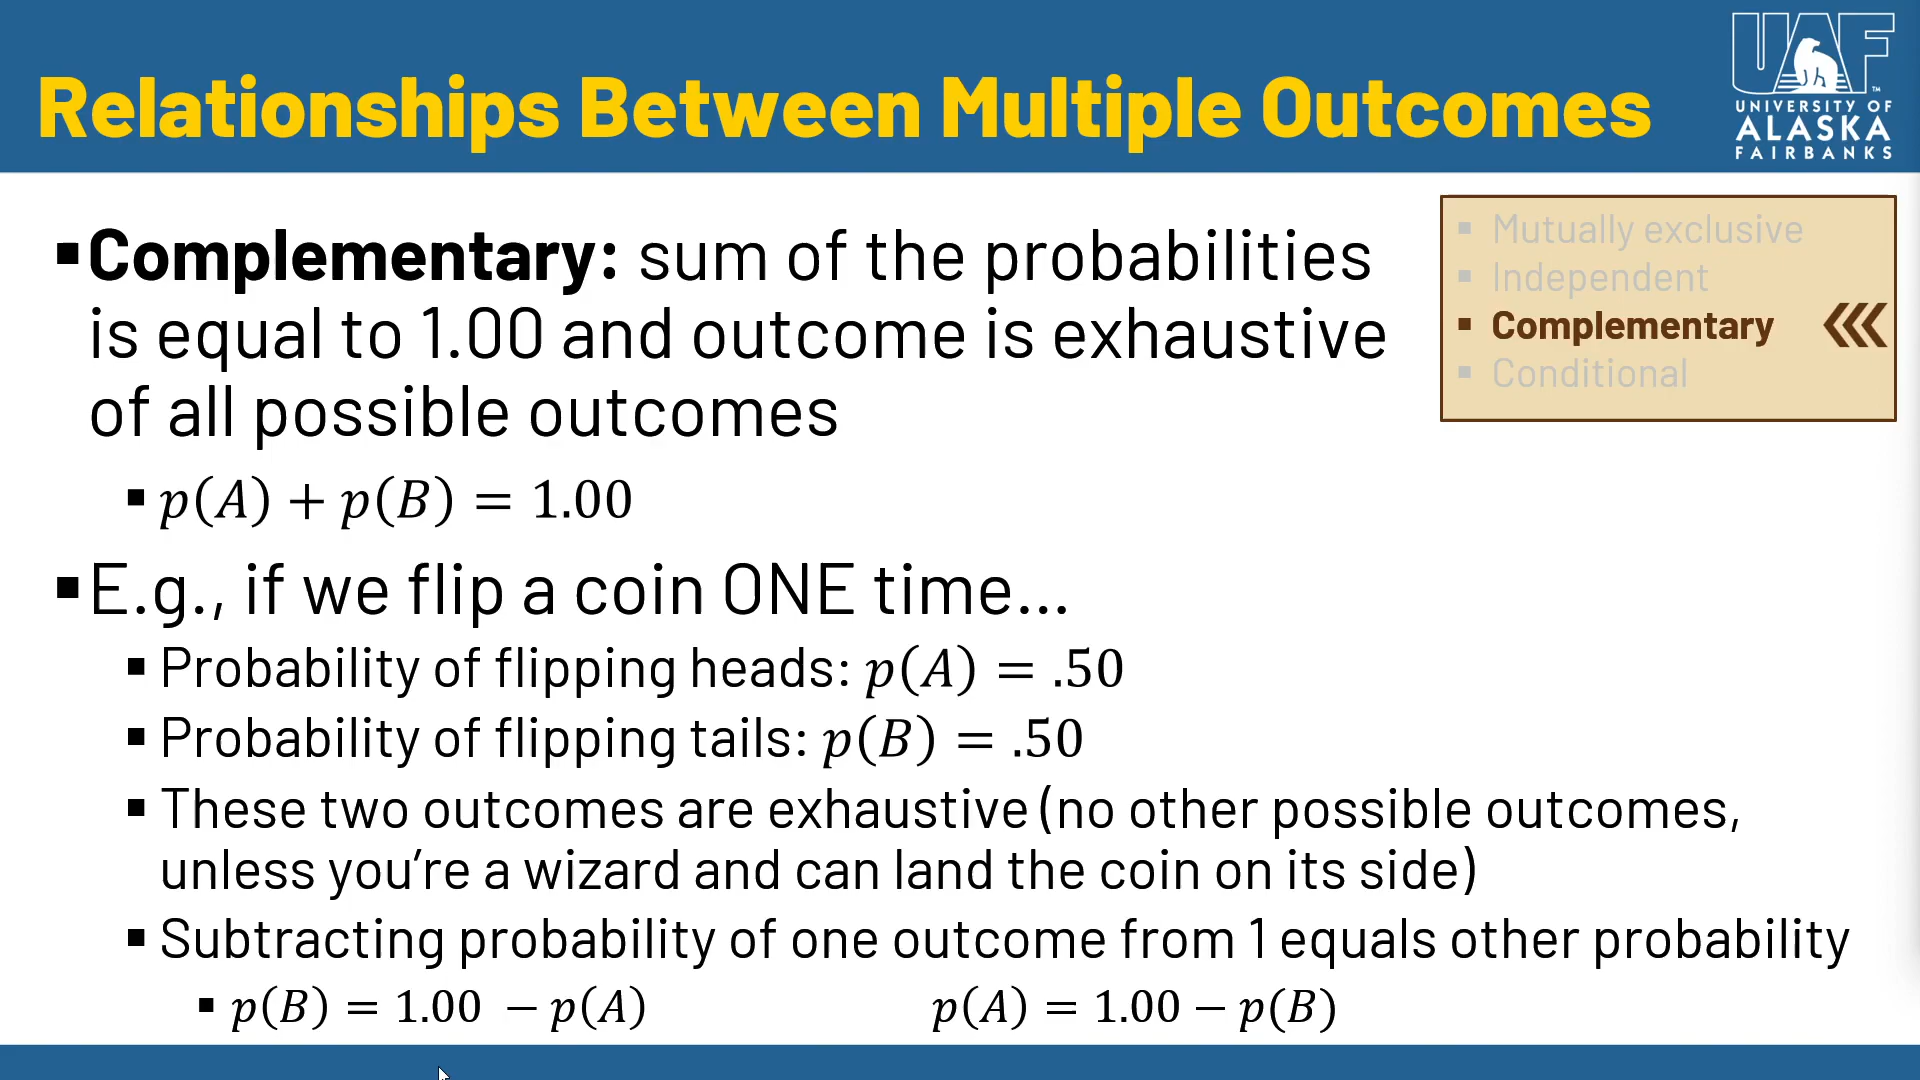 Relationships Between Multiple Outcomes
UAF™
UNIVERSITY OF
ALASKA
FAIRBANKS
▪ Complementary: sum of the probabilities
is equal to 1.00 and outcome is exhaustive
of all possible outcomes
▪ p(A) + p(B) = 1.00
▪ E.g., if we flip a coin ONE time…
▪ Probability of flipping heads: p(A) = .50
▪ Probability of flipping tails: p(B) = .50
▪ These two outcomes are exhaustive (no other possible outcomes,
unless you’re a wizard and can land the coin on its side)
▪ Subtracting probability of one outcome from 1 equals other probability
▪ p(B) = 1.00 − p(A) p(A) = 1.00 − p(B)
▪ Mutually exclusive
▪ Independent
▪ Complementary
▪ Conditional